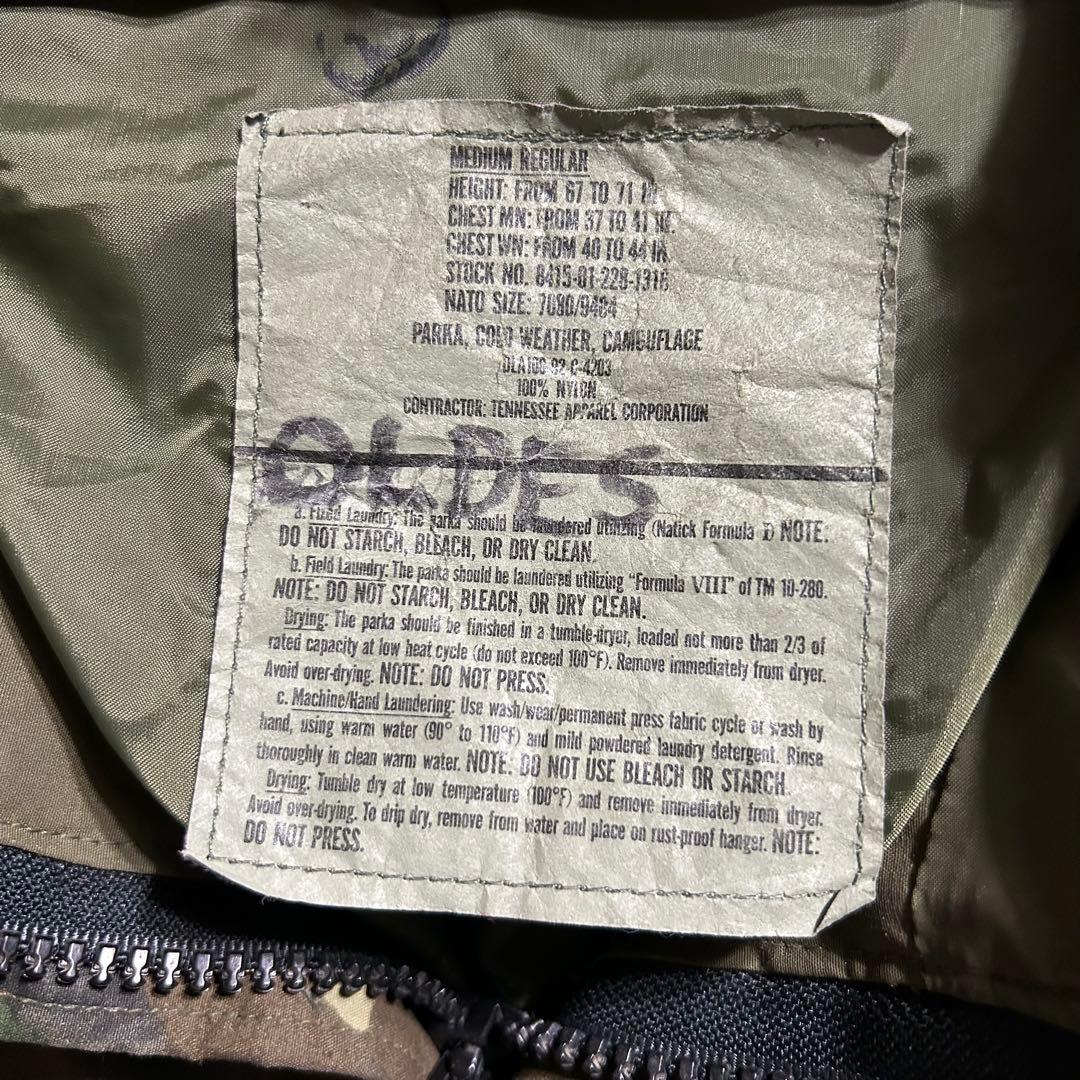 MEDIUM REGULAR
HEIGHT: FROM 67 TO 71 IN
CHEST MN: FROM 37 TO 41 IN.
CHEST WN: FROM 40 TO 44 IN
STOCK NO. 8415-01-228-1316
NATO SIZE: 7080/9404
PARKA, COLD WEATHER, CAMOUFLAGE
DLA100-92-C-4203
100% NYLON
CONTRACTOR: TENNESSEE APPAREL CORPORATION
OLDES
a. Fixed Laundry: The parka should be laundered utilizing (Natick Formula I) NOTE:
DO NOT STARCH, BLEACH, OR DRY CLEAN.
b. Field Laundry: The parka should be laundered utilizing "Formula VIII" of TM 10-280.
NOTE: DO NOT STARCH, BLEACH, OR DRY CLEAN.
Drying: The parka should be finished in a tumble-dryer, loaded not more than 2/3 of
rated capacity at low heat cycle (do not exceed 100°F). Remove immediately from dryer.
Avoid over-drying. NOTE: DO NOT PRESS.
c. Machine/Hand Laundering: Use wash/wear/permanent press fabric cycle or wash by
hand, using warm water (90° to 110°F) and mild powdered laundry detergent. Rinse
thoroughly in clean warm water. NOTE: DO NOT USE BLEACH OR STARCH.
Drying: Tumble dry at low temperature (100°F) and remove immediately from dryer.
Avoid over-drying. To drip dry, remove from water and place on rust-proof hanger. NOTE:
DO NOT PRESS.